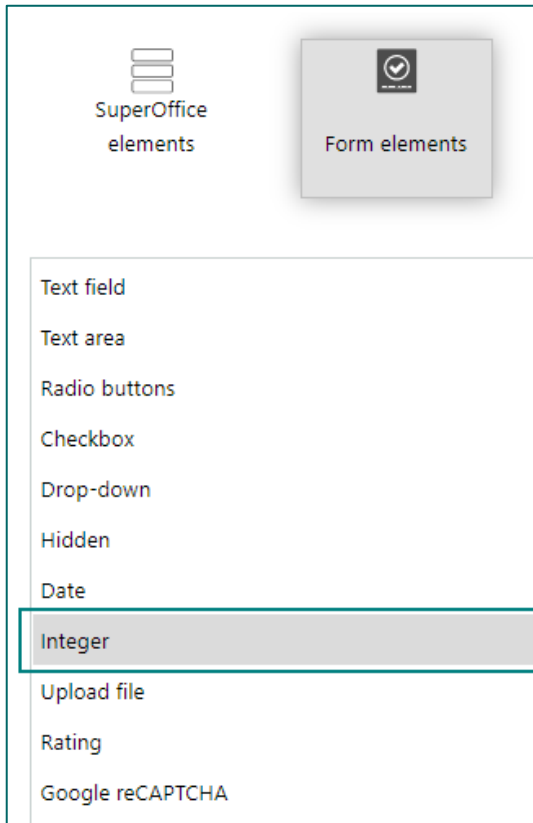 SuperOffice
elements
Form elements
Text field
Text area
Radio buttons
Checkbox
Drop-down
Hidden
Date
Integer
Upload file
Rating
Google reCAPTCHA